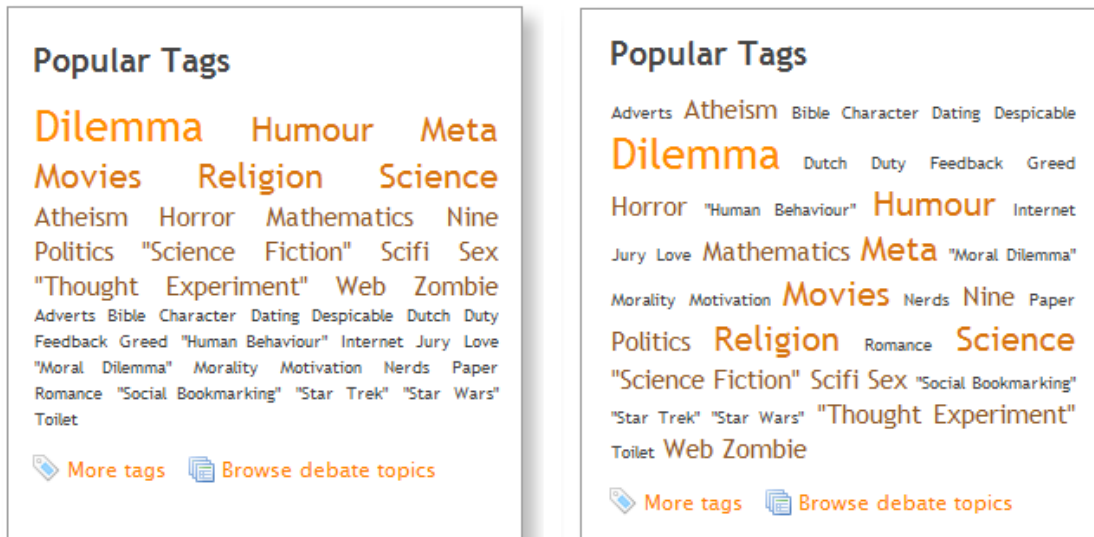 Popular Tags
Dilemma Humour Meta
Movies Religion Science
Atheism Horror Mathematics Nine
Politics "Science Fiction" Scifi Sex
"Thought Experiment" Web Zombie
Adverts Bible Character Dating Despicable Dutch Duty
Feedback Greed "Human Behaviour" Internet Jury Love
"Moral Dilemma" Morality Motivation Nerds Paper
Romance "Social Bookmarking" "Star Trek" "Star Wars"
Toilet
More tags Browse debate topics
Popular Tags
Adverts Atheism Bible Character Dating Despicable
Dilemma Dutch Duty Feedback Greed
Horror "Human Behaviour" Humour Internet
Jury Love Mathematics Meta "Moral Dilemma"
Morality Motivation Movies Nerds Nine Paper
Politics Religion Romance Science
"Science Fiction" Scifi Sex "Social Bookmarking"
"Star Trek" "Star Wars" "Thought Experiment"
Toilet Web Zombie
More tags Browse debate topics